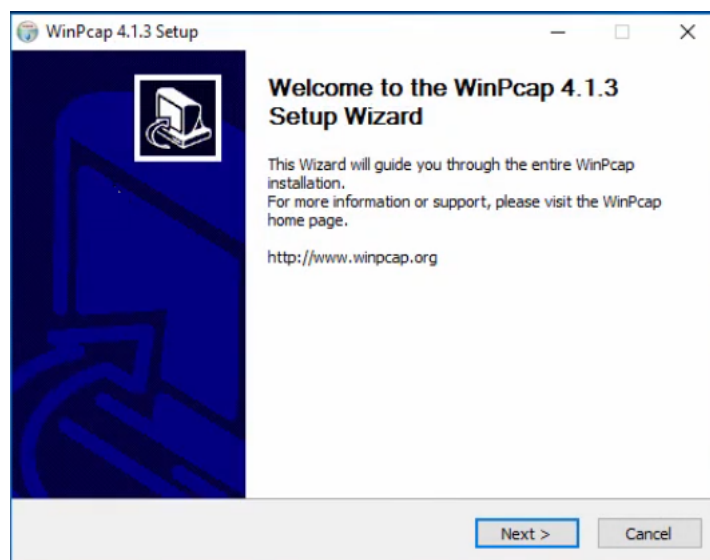 WinPcap 4.1.3 Setup
Welcome to the WinPcap 4.1.3
Setup Wizard
This Wizard will guide you through the entire WinPcap
installation.
For more information or support, please visit the WinPcap
home page.
http://www.winpcap.org
Next >
Cancel